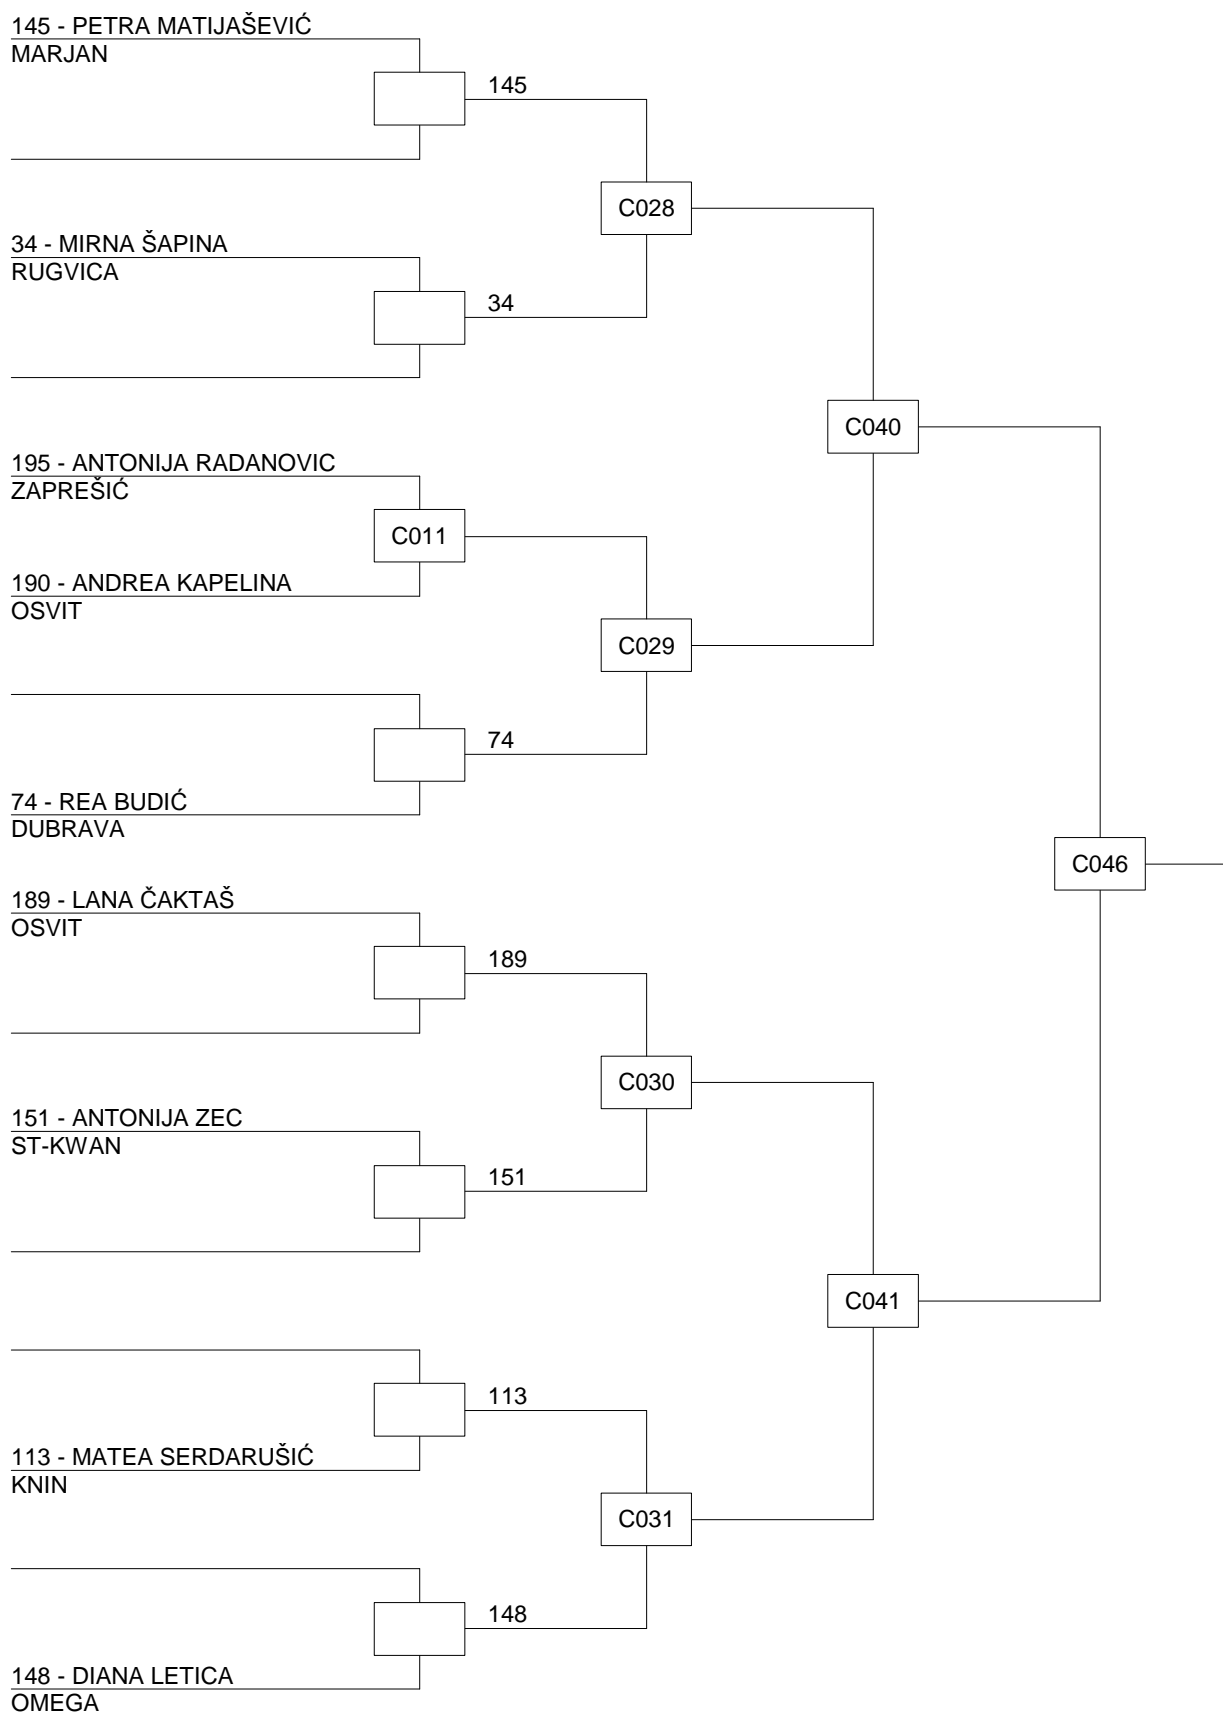 145 - PETRA MATIJAŠEVIĆ
MARJAN
145
C028
34 - MIRNA ŠAPINA
RUGVICA
34
C040
195 - ANTONIJA RADANOVIC
ZAPREŠIĆ
C011
190 - ANDREA KAPELINA
OSVIT
C029
74
74 - REA BUDIĆ
DUBRAVA
C046
189 - LANA ČAKTAŠ
OSVIT
189
C030
151 - ANTONIJA ZEC
ST-KWAN
151
C041
113
113 - MATEA SERDARUŠIĆ
KNIN
C031
148
148 - DIANA LETICA
OMEGA